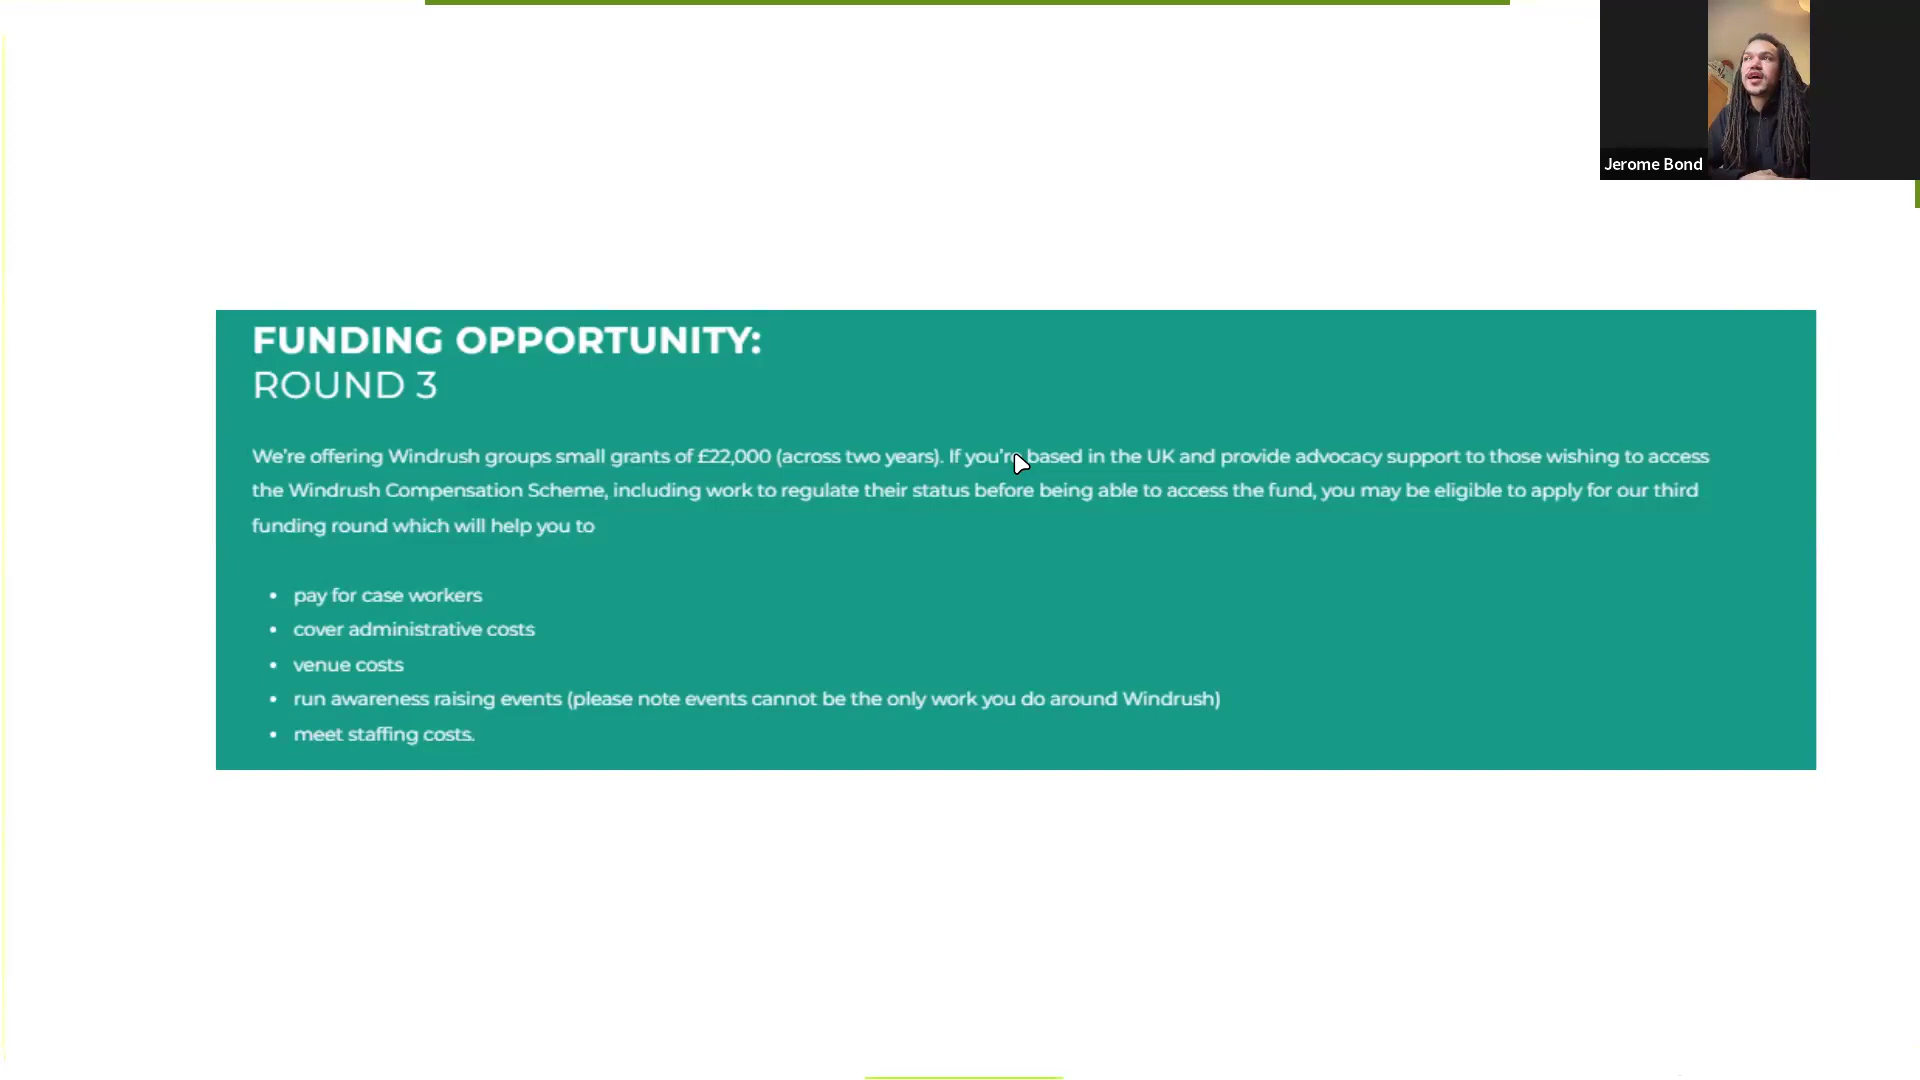 Jerome Bond
FUNDING OPPORTUNITY:
ROUND 3
We're offering Windrush groups small grants of £22,000 (across two years). If you're based in the UK and provide advocacy support to those wishing to access
the Windrush Compensation Scheme, including work to regulate their status before being able to access the fund, you may be eligible to apply for our third
funding round which will help you to
• pay for case workers
• cover administrative costs
• venue costs
• run awareness raising events (please note events cannot be the only work you do around Windrush)
• meet staffing costs.